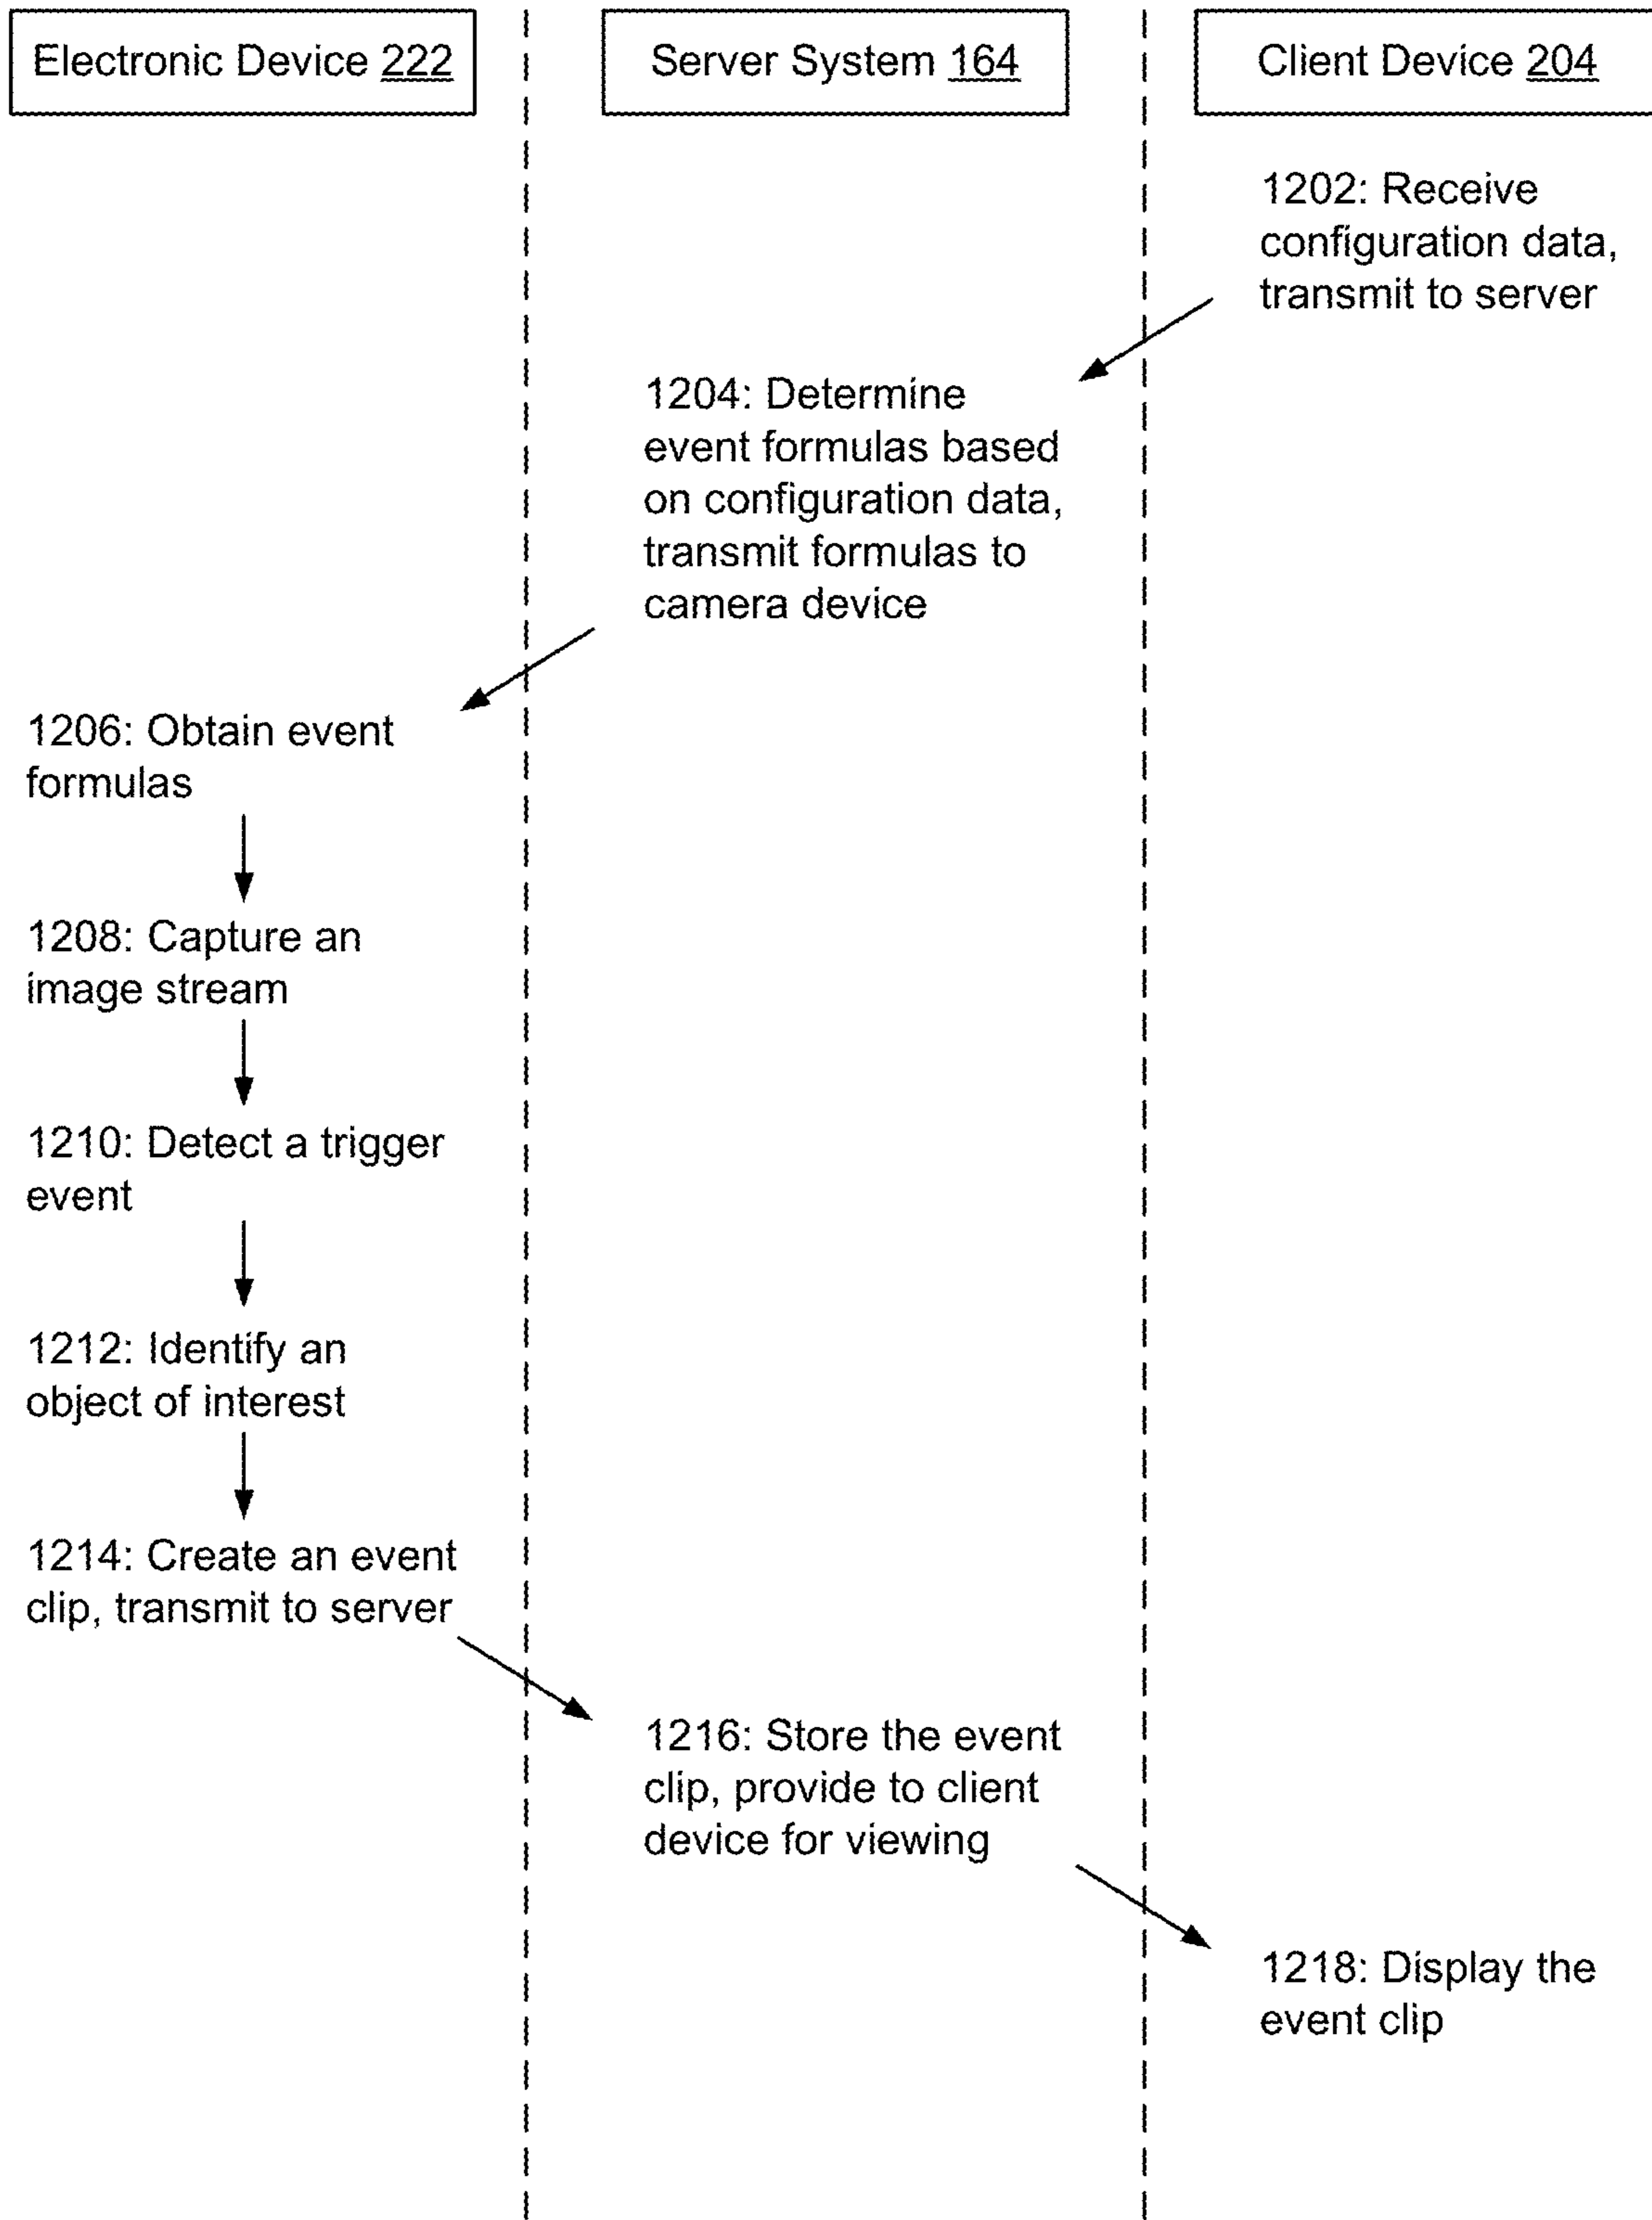 Electronic Device 222
Server System 164
Client Device 204
1202: Receive
configuration data,
transmit to server
1204: Determine
event formulas based
on configuration data,
transmit formulas to
camera device
1206: Obtain event
formulas
1208: Capture an
image stream
1210: Detect a trigger
event
1212: Identify an
object of interest
1214: Create an event
clip, transmit to server
1216: Store the event
clip, provide to client
device for viewing
1218: Display the
event clip